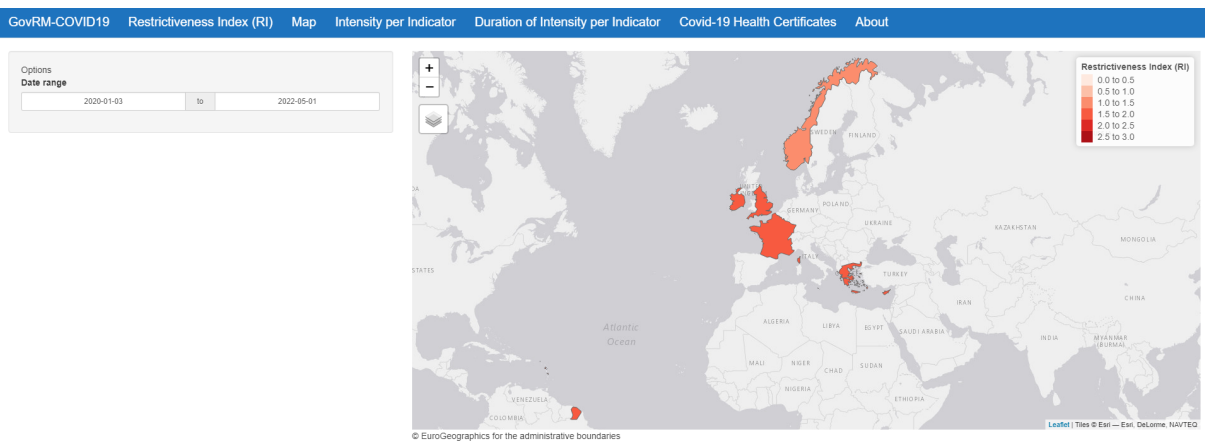 GovRM-COVID19 Restrictiveness Index (RI) Map Intensity per Indicator Duration of Intensity per Indicator Covid-19 Health Certificates About
Options
Date range
2020-01-03 to 2022-05-01
+
−
Restrictiveness Index (RI)
0.0 to 0.5
0.5 to 1.0
1.0 to 1.5
1.5 to 2.0
2.0 to 2.5
2.5 to 3.0
SWEDEN
FINLAND
UNITED
GERMANY
POLAND
UKRAINE
KAZAKHSTAN
MONGOLIA
ITALY
STATES
TURKEY
CHINA
IRAN
Atlantic
Ocean
ALGERIA
LIBYA
EGYPT
SAUDI ARABIA
INDIA
MYANMAR
(BURMA)
MALI
NIGER
CHAD
SUDAN
NIGERIA
ETHIOPIA
VENEZUELA
COLOMBIA
Leaflet | Tiles © Esri — Esri, DeLorme, NAVTEQ
© EuroGeographics for the administrative boundaries